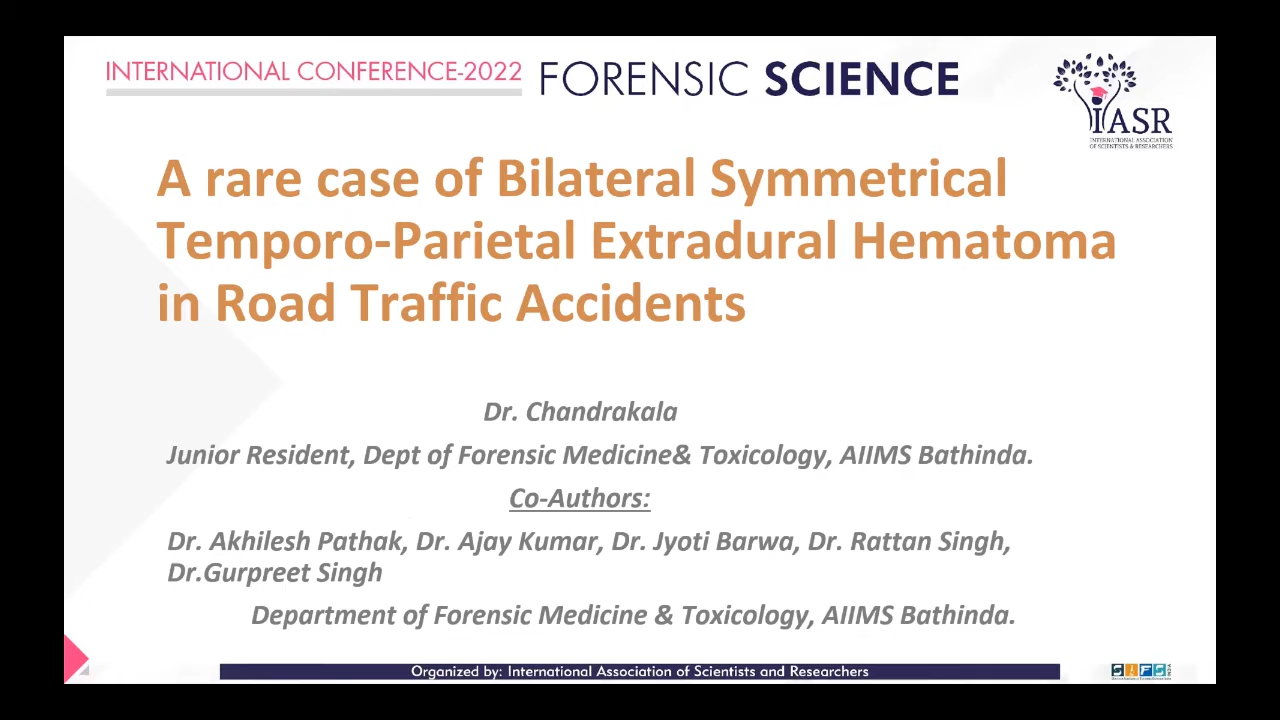 INTERNATIONAL CONFERENCE-2022 FORENSIC SCIENCE
IASR
INTERNATIONAL ASSOCIATION
OF SCIENTISTS & RESEARCHERS
A rare case of Bilateral Symmetrical
Temporo-Parietal Extradural Hematoma
in Road Traffic Accidents
Dr. Chandrakala
Junior Resident, Dept of Forensic Medicine& Toxicology, AIIMS Bathinda.
Co-Authors:
Dr. Akhilesh Pathak, Dr. Ajay Kumar, Dr. Jyoti Barwa, Dr. Rattan Singh,
Dr.Gurpreet Singh
Department of Forensic Medicine & Toxicology, AIIMS Bathinda.
Organized by: International Association of Scientists and Researchers
SIFS INDIA